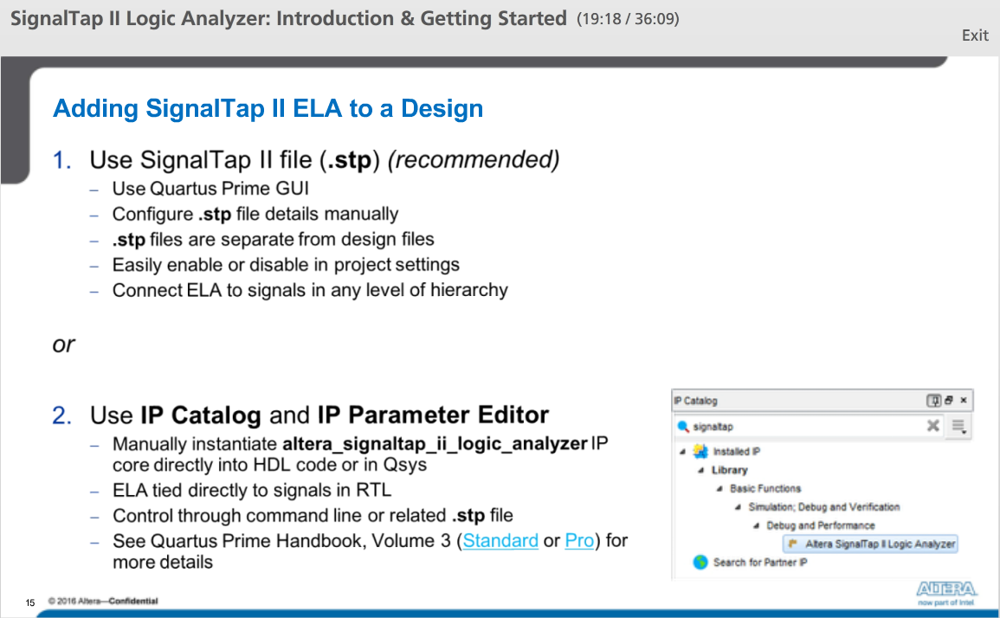 SignalTap II Logic Analyzer: Introduction & Getting Started (19:18 / 36:09)
Exit
Adding SignalTap II ELA to a Design
1. Use SignalTap II file (.stp) (recommended)
– Use Quartus Prime GUI
– Configure .stp file details manually
– .stp files are separate from design files
– Easily enable or disable in project settings
– Connect ELA to signals in any level of hierarchy
or
2. Use IP Catalog and IP Parameter Editor
– Manually instantiate altera_signaltap_ii_logic_analyzer IP
core directly into HDL code or in Qsys
– ELA tied directly to signals in RTL
– Control through command line or related .stp file
– See Quartus Prime Handbook, Volume 3 (Standard or Pro) for
more details
IP Catalog
signaltap
Installed IP
Library
Basic Functions
Simulation; Debug and Verification
Debug and Performance
Altera SignalTap II Logic Analyzer
Search for Partner IP
15 © 2016 Altera—Confidential
ALTERA
now part of Intel